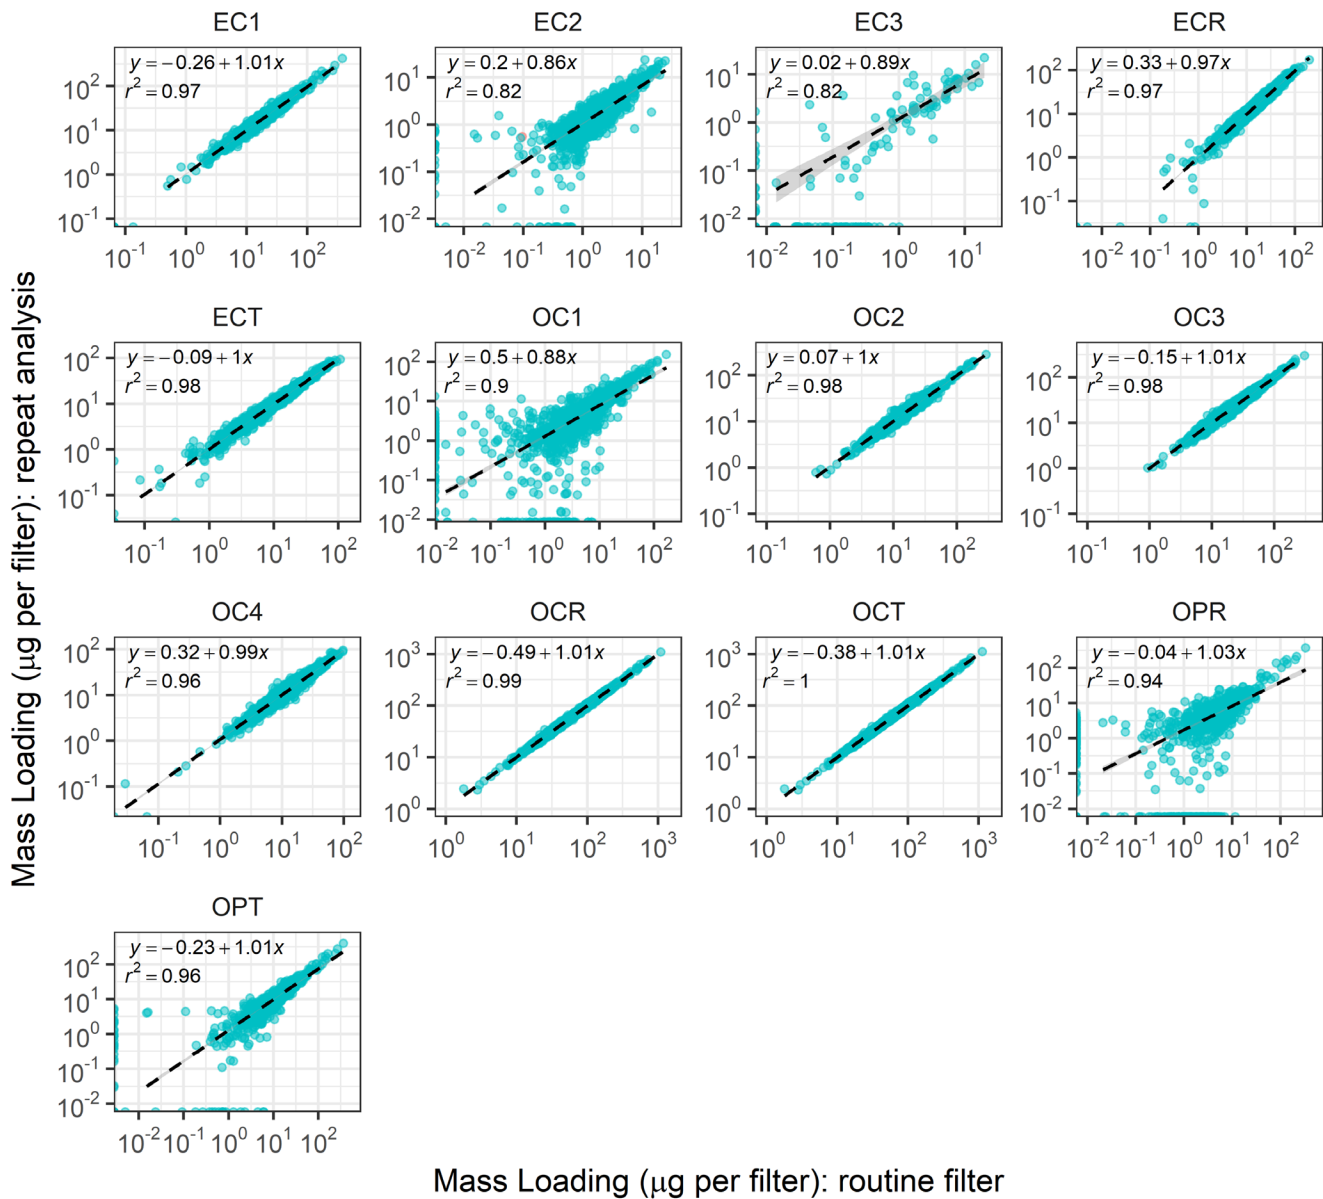 EC1 EC2 EC3 ECR
y = −0.26 + 1.01x y = 0.2 + 0.86x y = 0.02 + 0.89x y = 0.33 + 0.97x
r² = 0.97 r² = 0.82 r² = 0.82 r² = 0.97
10² 10¹ 10⁰ 10⁻¹
10¹ 10⁰ 10⁻¹ 10⁻²
10¹ 10⁰ 10⁻¹ 10⁻²
10² 10¹ 10⁰ 10⁻¹
10⁻¹ 10⁰ 10¹ 10² 10⁻² 10⁻¹ 10⁰ 10¹ 10⁻² 10⁻¹ 10⁰ 10¹ 10⁻² 10⁻¹ 10⁰ 10¹ 10²
ECT OC1 OC2 OC3
y = −0.09 + 1x y = 0.5 + 0.88x y = 0.07 + 1x y = −0.15 + 1.01x
r² = 0.98 r² = 0.9 r² = 0.98 r² = 0.98
10² 10¹ 10⁰ 10⁻¹
10² 10¹ 10⁰ 10⁻¹ 10⁻²
10² 10¹ 10⁰ 10⁻¹
10² 10¹ 10⁰ 10⁻¹
10⁻¹ 10⁰ 10¹ 10² 10⁻² 10⁻¹ 10⁰ 10¹ 10² 10⁻² 10⁻¹ 10⁰ 10¹ 10² 10⁻¹ 10⁰ 10¹ 10²
OC4 OCR OCT OPR
y = 0.32 + 0.99x y = −0.49 + 1.01x y = −0.38 + 1.01x y = −0.04 + 1.03x
r² = 0.96 r² = 0.99 r² = 1 r² = 0.94
10² 10¹ 10⁰ 10⁻¹
10³ 10² 10¹ 10⁰
10³ 10² 10¹ 10⁰
10² 10¹ 10⁰ 10⁻¹ 10⁻²
10⁻¹ 10⁰ 10¹ 10² 10⁰ 10¹ 10² 10³ 10⁰ 10¹ 10² 10³ 10⁻² 10⁻¹ 10⁰ 10¹ 10²
OPT
y = −0.23 + 1.01x
r² = 0.96
10² 10¹ 10⁰ 10⁻¹ 10⁻²
10⁻² 10⁻¹ 10⁰ 10¹ 10²
Mass Loading (μg per filter): repeat analysis
Mass Loading (μg per filter): routine filter